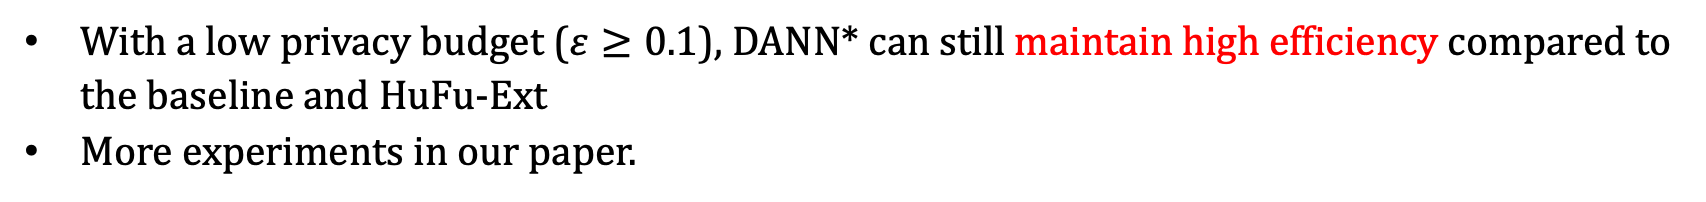 • With a low privacy budget (ε ≥ 0.1), DANN* can still maintain high efficiency compared to
the baseline and HuFu-Ext
• More experiments in our paper.